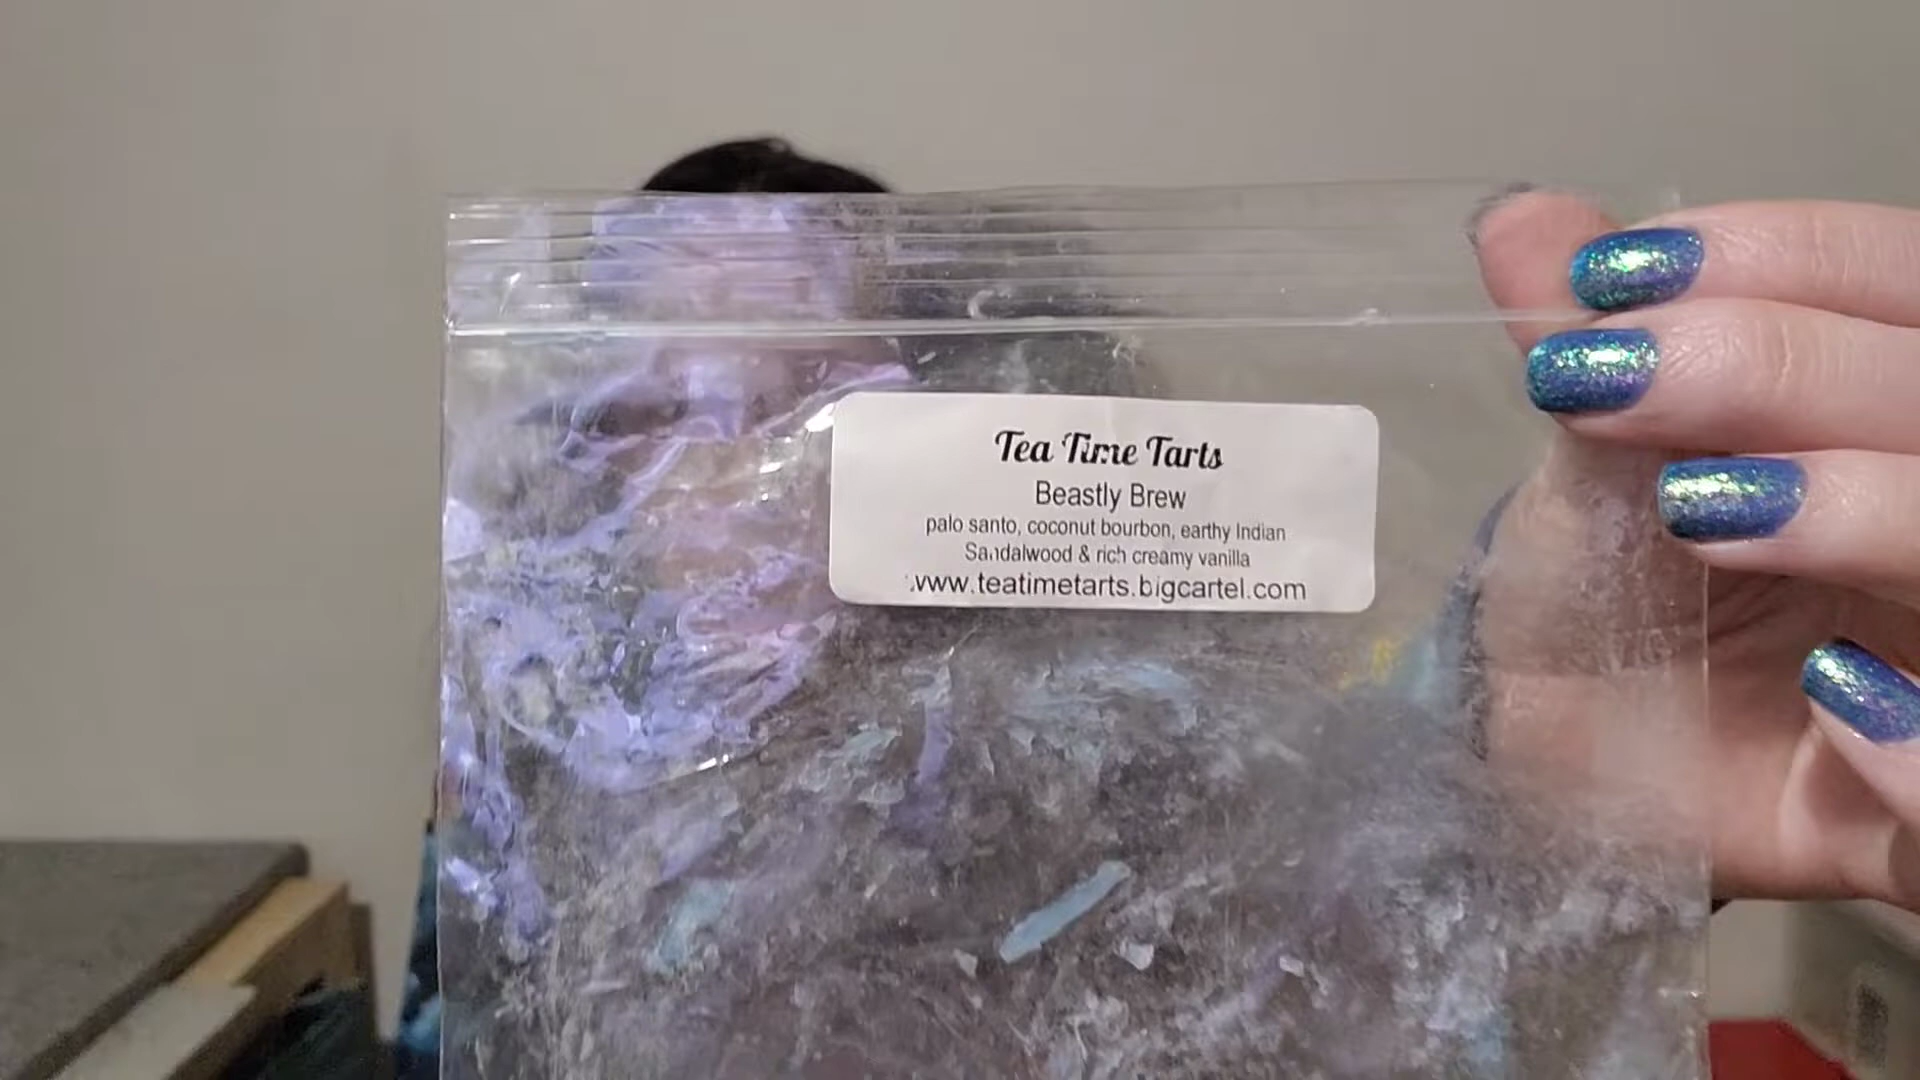 Tea Time Tarts
Beastly Brew
palo santo, coconut bourbon, earthy Indian
Sandalwood & rich creamy vanilla
www.teatimetarts.bigcartel.com